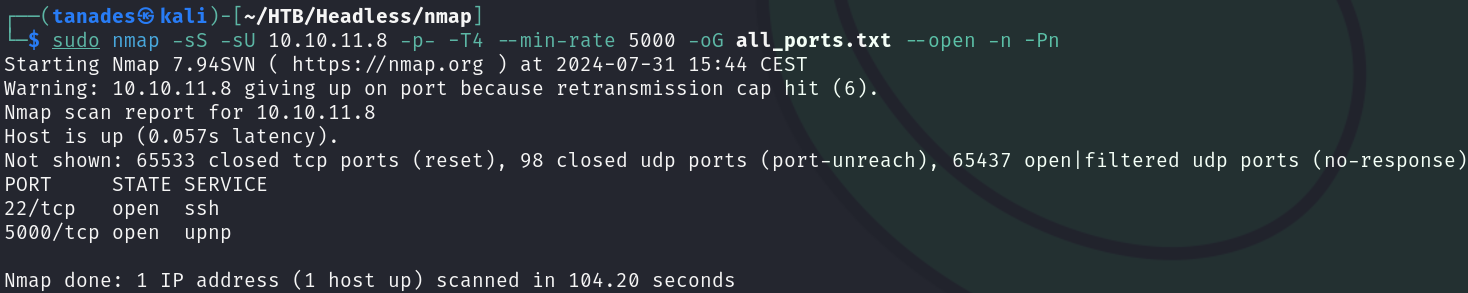 ┌──(tanades㉿kali)-[~/HTB/Headless/nmap]
└─$ sudo nmap -sS -sU 10.10.11.8 -p- -T4 --min-rate 5000 -oG all_ports.txt --open -n -Pn
Starting Nmap 7.94SVN ( https://nmap.org ) at 2024-07-31 15:44 CEST
Warning: 10.10.11.8 giving up on port because retransmission cap hit (6).
Nmap scan report for 10.10.11.8
Host is up (0.057s latency).
Not shown: 65533 closed tcp ports (reset), 98 closed udp ports (port-unreach), 65437 open|filtered udp ports (no-response)
PORT     STATE SERVICE
22/tcp   open  ssh
5000/tcp open  upnp
Nmap done: 1 IP address (1 host up) scanned in 104.20 seconds